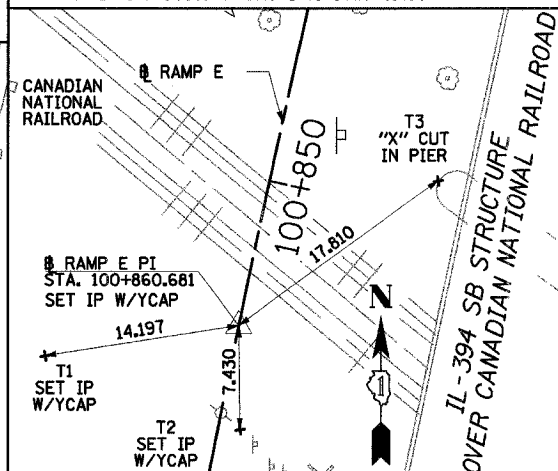 ℄ RAMP E
CANADIAN
NATIONAL
RAILROAD
T3
"X" CUT
IN PIER
100+850
17.810
℄ RAMP E PI
STA. 100+860.681
SET IP W/YCAP
14.197
7.430
T1
SET IP
W/YCAP
T2
SET IP
W/YCAP
N
1
IL-394 SB STRUCTURE
OVER CANADIAN NATIONAL RAILROAD